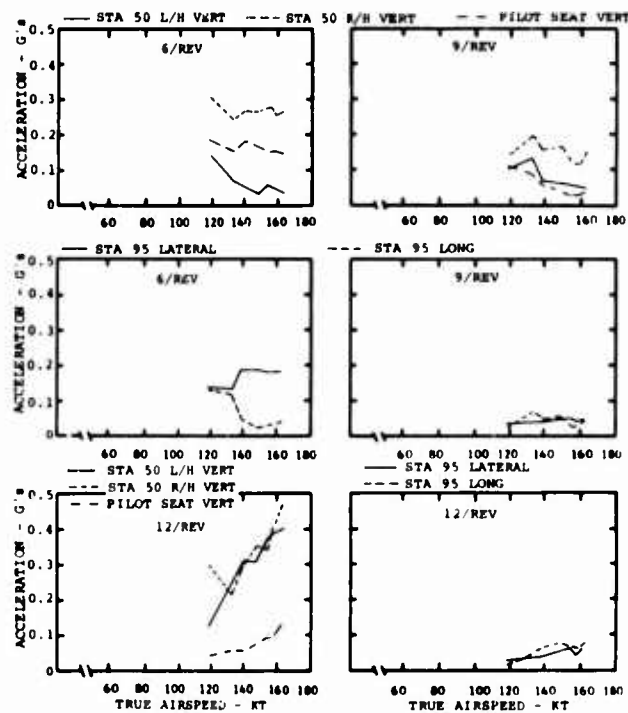 STA 50 L/H VERT STA 50 R/H VERT PILOT SEAT VERT
6/REV 9/REV
ACCELERATION - G's
0.5
0.4
0.3
0.2
0.1
0
60 80 100 120 140 160 180
60 80 100 120 140 160 180
STA 95 LATERAL STA 95 LONG
6/REV 9/REV
ACCELERATION - G's
0.5
0.4
0.3
0.2
0.1
0
60 80 100 120 140 160 180
60 80 100 120 140 160 180
STA 50 L/H VERT
STA 50 R/H VERT
PILOT SEAT VERT
STA 95 LATERAL
STA 95 LONG
12/REV 12/REV
ACCELERATION - G's
0.5
0.4
0.3
0.2
0.1
0
60 80 100 120 140 160 180
TRUE AIRSPEED - KT
60 80 100 120 140 160 180
TRUE AIRSPEED - KT